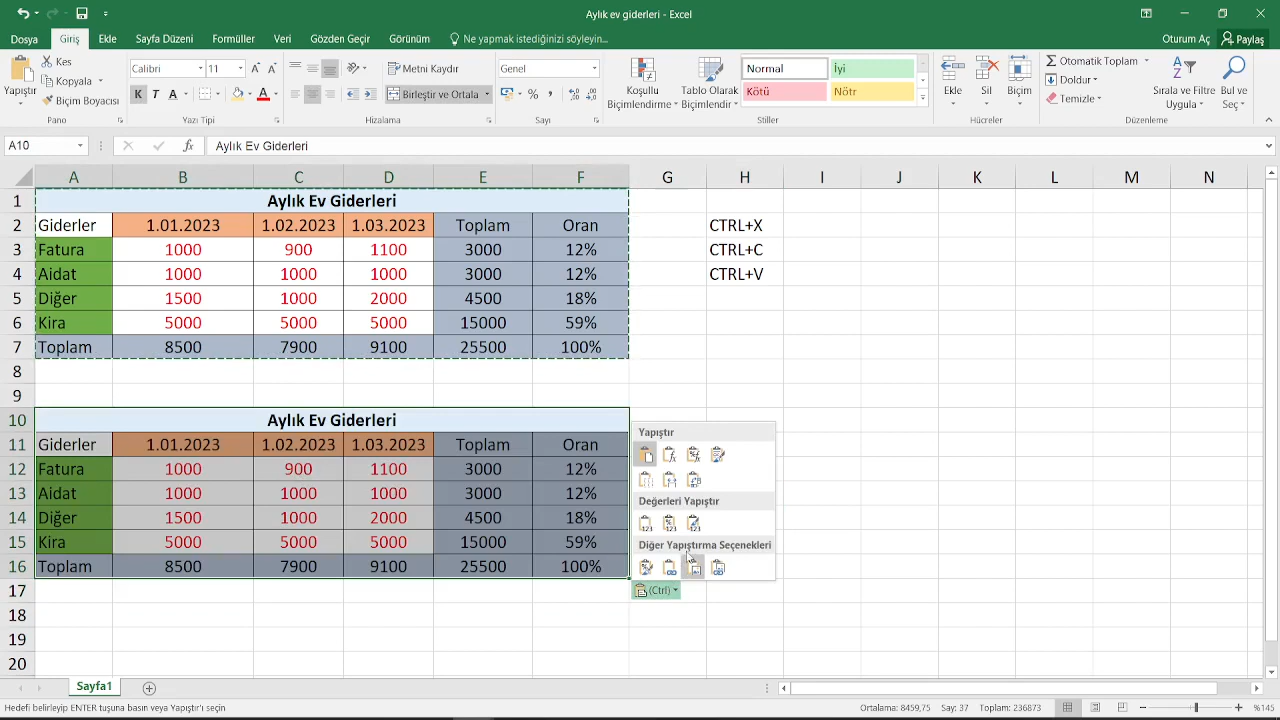 Aylık ev giderleri - Excel
Dosya Giriş Ekle Sayfa Düzeni Formüller Veri Gözden Geçir Görünüm Ne yapmak istediğinizi söyleyin... Oturum Aç Paylaş
Yapıştır
Kes
Kopyala
Biçim Boyacısı
Pano
Calibri 11
K T A
Yazı Tipi
Metni Kaydır
Birleştir ve Ortala
Hizalama
Genel
Sayı
Koşullu Biçimlendirme
Tablo Olarak Biçimlendir
Normal İyi
Kötü Nötr
Stiller
Ekle Sil Biçim
Hücreler
Otomatik Toplam
Doldur
Temizle
Sırala ve Filtre Uygula
Bul ve Seç
Düzenleme
A10 fx Aylık Ev Giderleri
A B C D E F G H I J K L M N
1 Aylık Ev Giderleri
2 Giderler 1.01.2023 1.02.2023 1.03.2023 Toplam Oran CTRL+X
3 Fatura 1000 900 1100 3000 12% CTRL+C
4 Aidat 1000 1000 1000 3000 12% CTRL+V
5 Diğer 1500 1000 2000 4500 18%
6 Kira 5000 5000 5000 15000 59%
7 Toplam 8500 7900 9100 25500 100%
8
9
10 Aylık Ev Giderleri
11 Giderler 1.01.2023 1.02.2023 1.03.2023 Toplam Oran
12 Fatura 1000 900 1100 3000 12%
13 Aidat 1000 1000 1000 3000 12%
14 Diğer 1500 1000 2000 4500 18%
15 Kira 5000 5000 5000 15000 59%
16 Toplam 8500 7900 9100 25500 100%
17
18
19
20
Yapıştır
Değerleri Yapıştır
Diğer Yapıştırma Seçenekleri
(Ctrl)
Sayfa1
Hedefi belirleyip ENTER tuşuna basın veya Yapıştır'ı seçin Ortalama: 8459,75 Say: 37 Toplam: 236873 %145